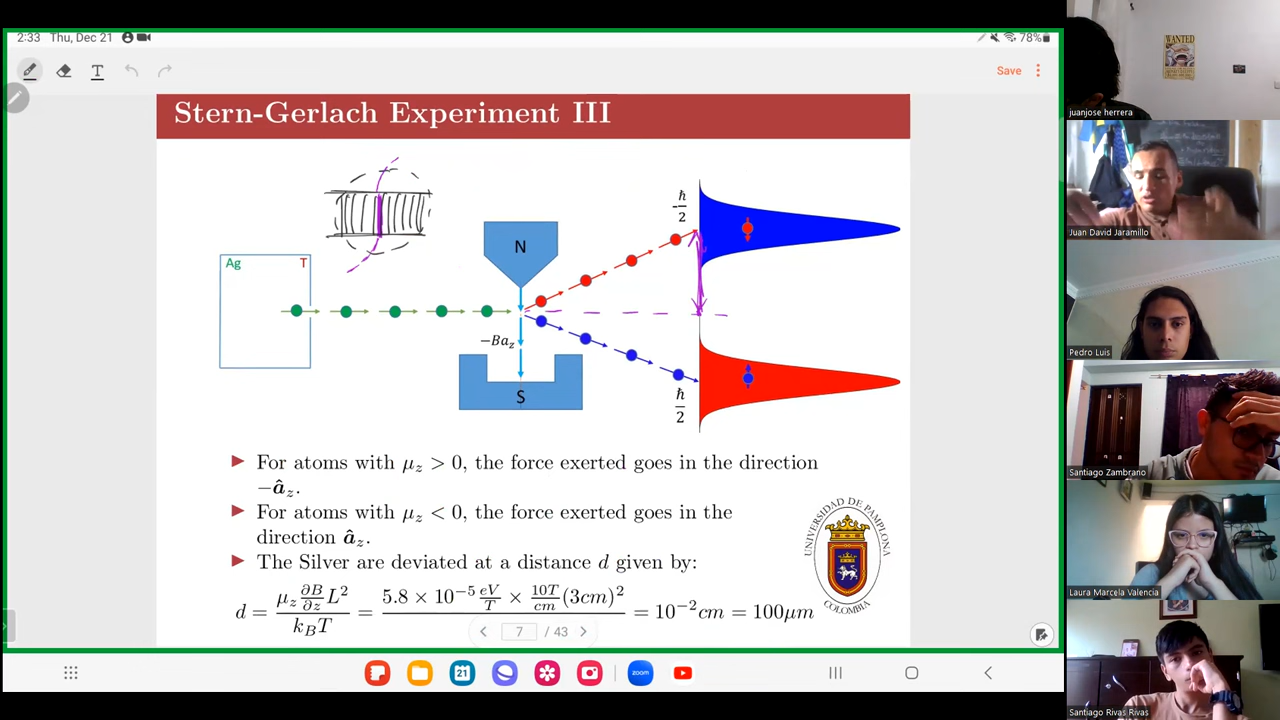 2:33 Thu, Dec 21
78%
T
Save
Stern-Gerlach Experiment III
Ag
T
N
−Ba_z
S
-ħ/2
ħ/2
For atoms with μ_z > 0, the force exerted goes in the direction
−â_z.
For atoms with μ_z < 0, the force exerted goes in the
direction â_z.
The Silver are deviated at a distance d given by:
d = μ_z ∂B/∂z L² / k_B T = 5.8 × 10⁻⁵ eV/T × 10T/cm (3cm)² = 10⁻²cm = 100μm
7 / 43
UNIVERSIDAD DE PAMPLONA
COLOMBIA
21
zoom
WANTED
juanjose herrera
Juan David Jaramillo
Pedro Luis
Santiago Zambrano
Laura Marcela Valencia
Santiago Rivas Rivas